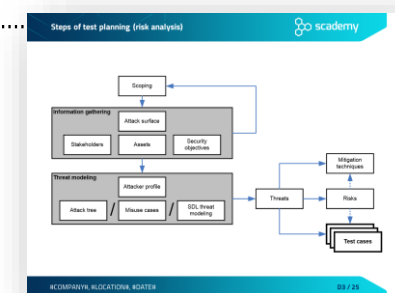 Steps of test planning (risk analysis)
scademy
Scoping
Information gathering
Attack surface
Stakeholders
Assets
Security
objectives
Threat modeling
Attacker profile
Attack tree
/
Misuse cases
/
SDL threat
modeling
Threats
Mitigation
techniques
Risks
Test cases
#COMPANY#, #LOCATION#, #DATE#
D3 / 25